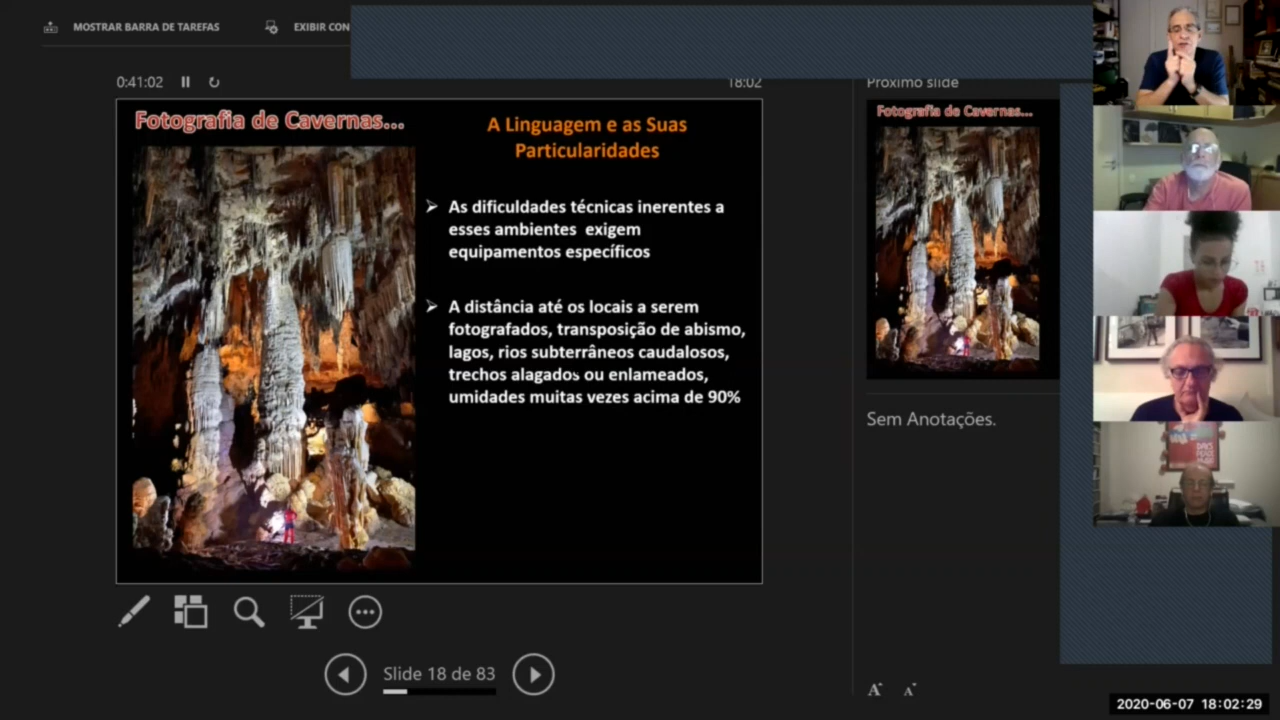 MOSTRAR BARRA DE TAREFAS
EXIBIR CON
0:41:02
18:02
Fotografia de Cavernas...
A Linguagem e as Suas
Particularidades
➤ As dificuldades técnicas inerentes a
esses ambientes exigem
equipamentos específicos
➤ A distância até os locais a serem
fotografados, transposição de abismo,
lagos, rios subterrâneos caudalosos,
trechos alagados ou enlameados,
umidades muitas vezes acima de 90%
Slide 18 de 83
Próximo slide
Fotografia de Cavernas...
Sem Anotações.
A A
2020-06-07 18:02:29